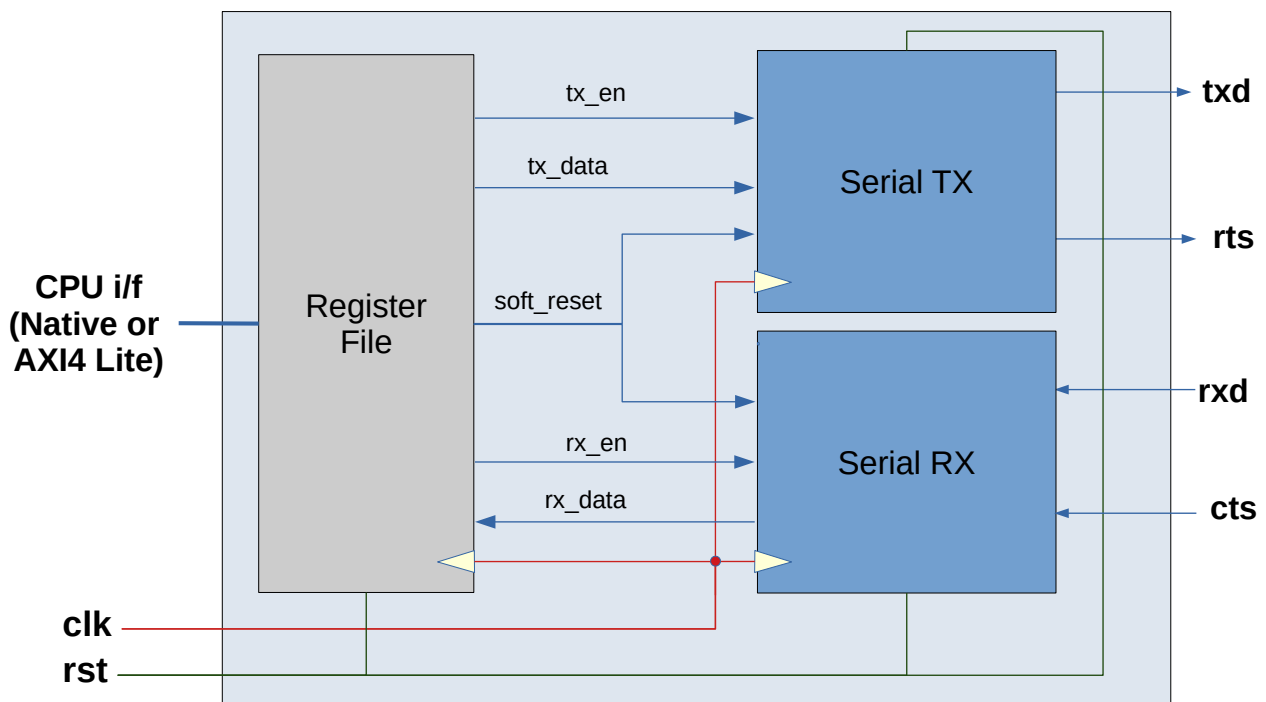 txd
tx_en
tx_data
Serial TX
rts
CPU i/f
(Native or
AXI4 Lite)
Register
File
soft_reset
rxd
rx_en
Serial RX
rx_data
cts
clk
rst